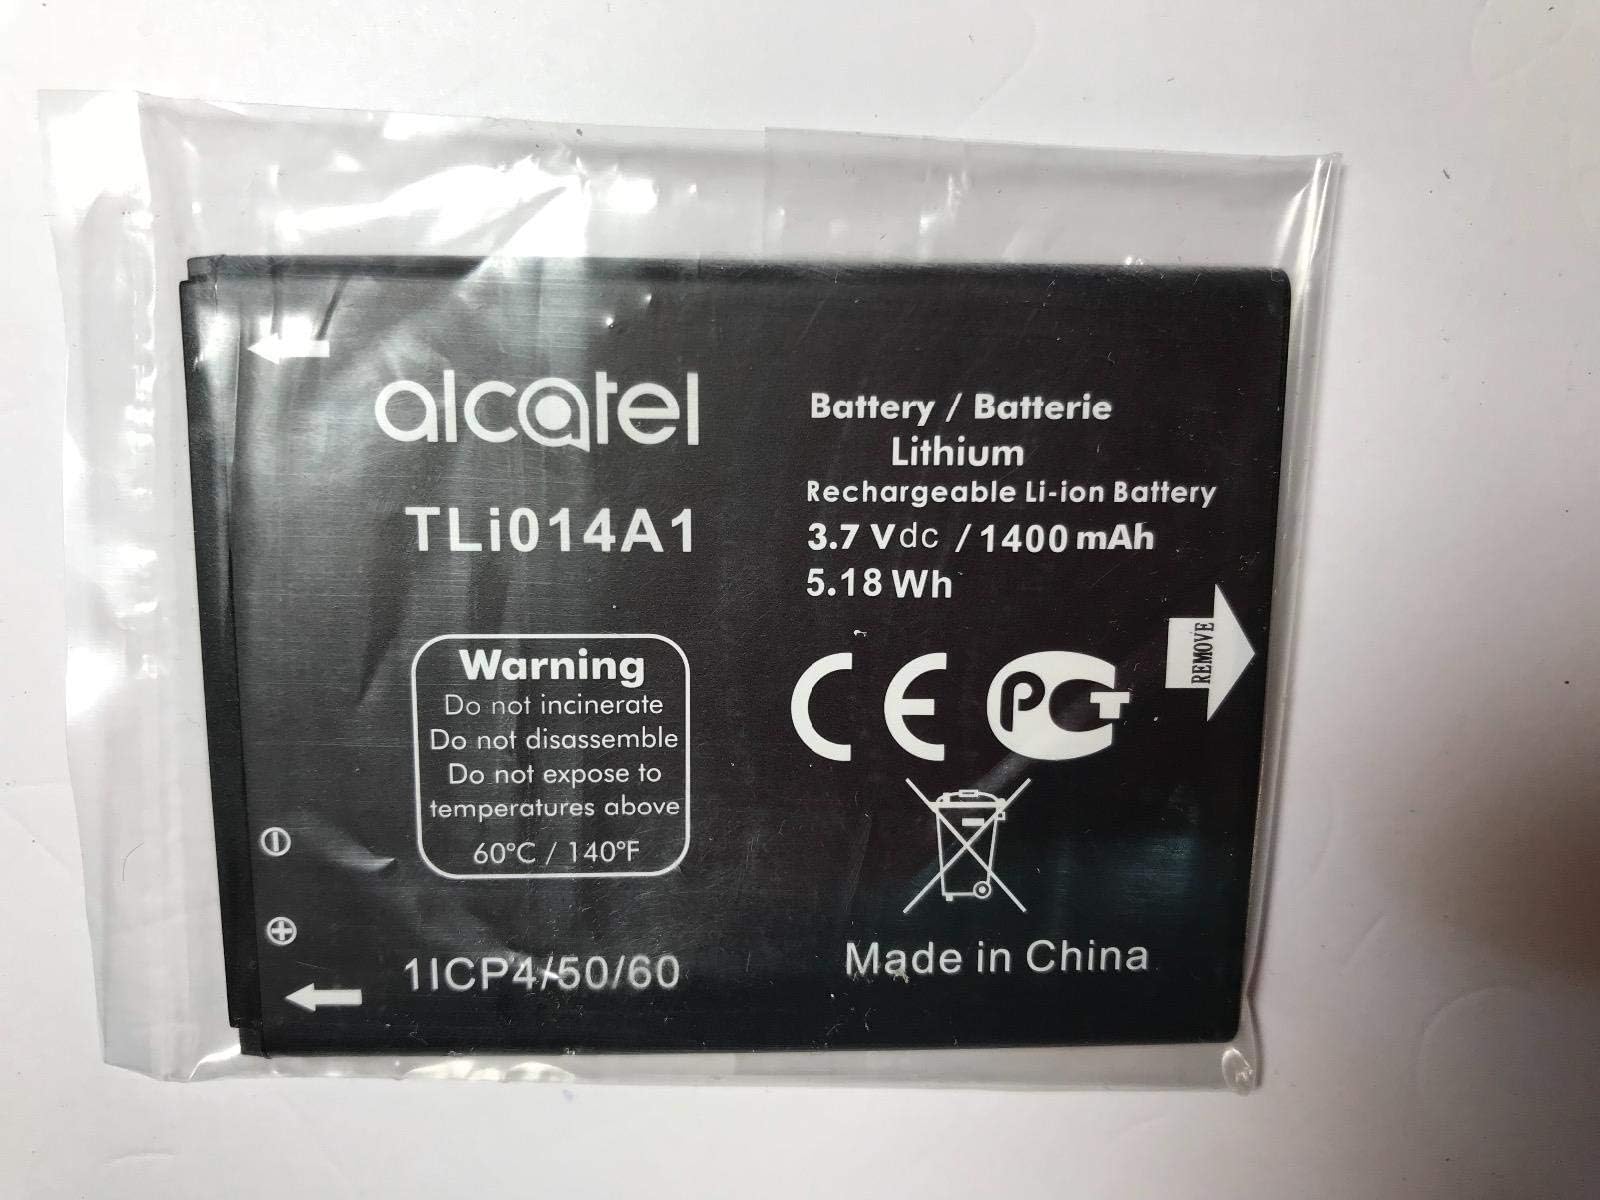 alcatel
TLi014A1
Battery / Batterie
Lithium
Rechargeable Li-ion Battery
3.7 Vdc / 1400 mAh
5.18 Wh
REMOVE
Warning
Do not incinerate
Do not disassemble
Do not expose to
temperatures above
60°C / 140°F
CE PCT
1ICP4/50/60
Made in China